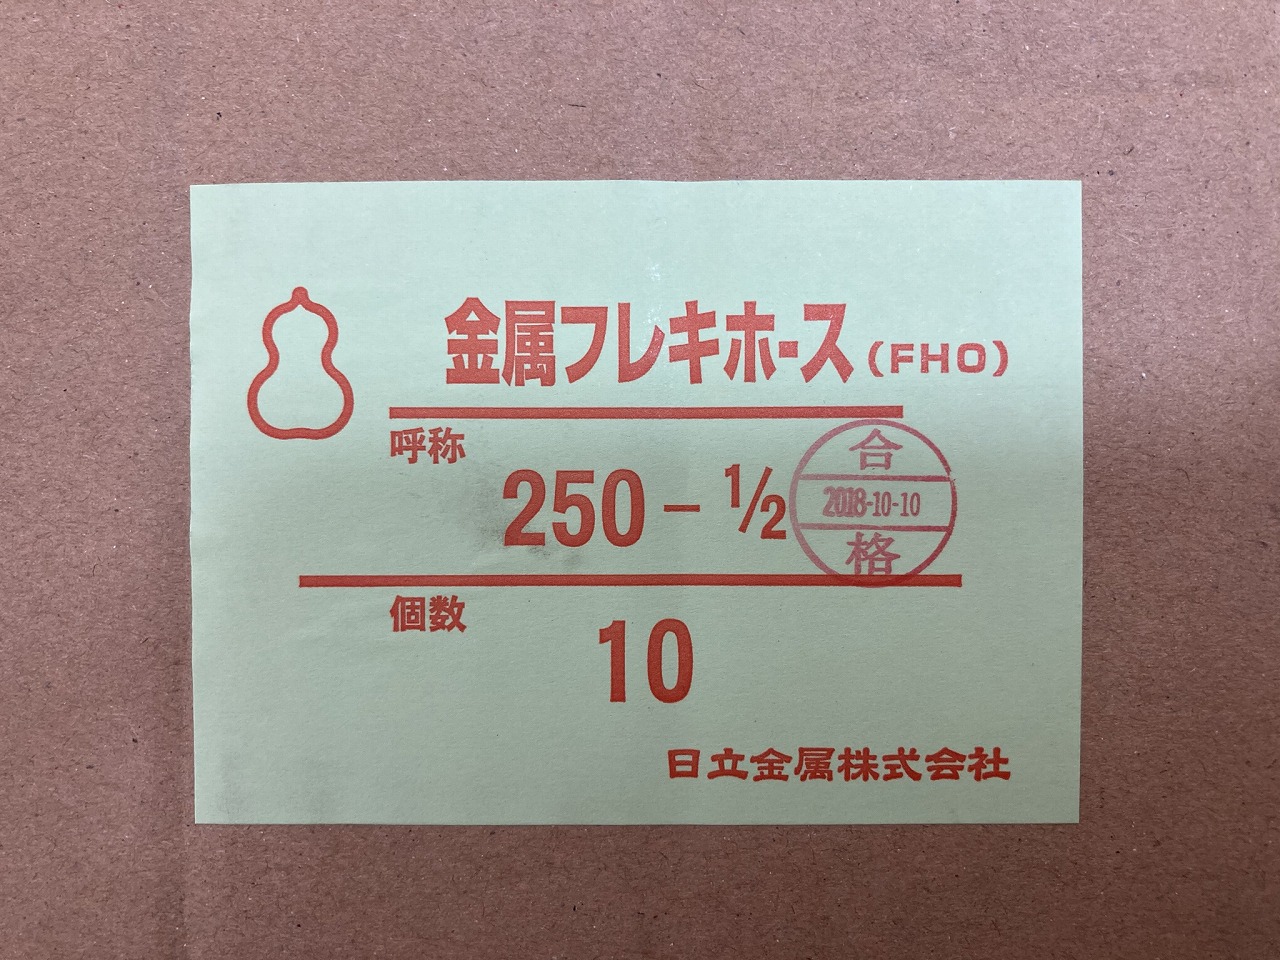 金属フレキホース(FHO)
呼称
250-1/2
合
2018-10-10
格
個数
10
日立金属株式会社